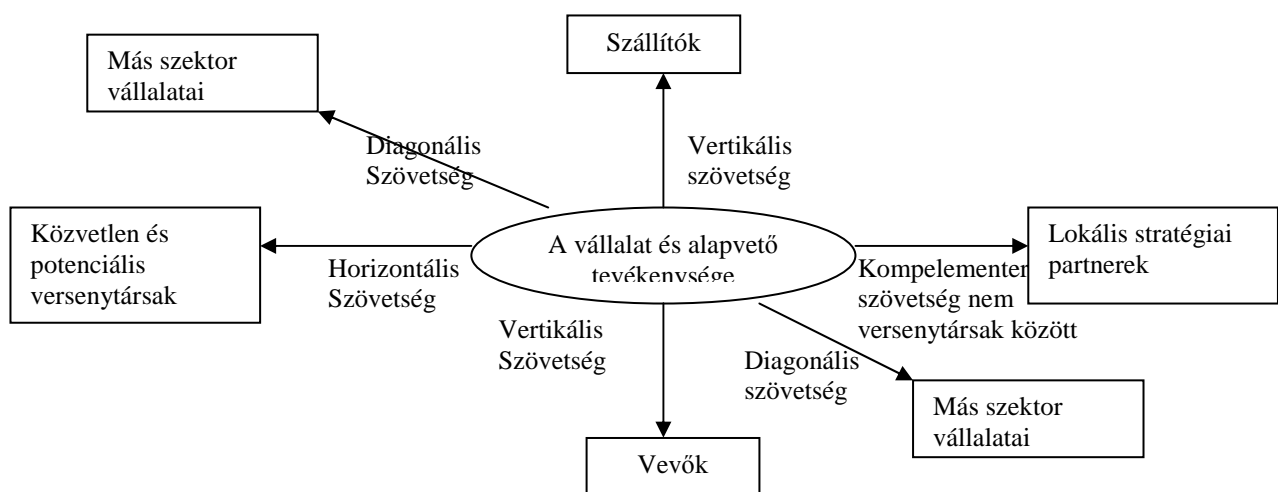 Szállítók
Más szektor
vállalatai
Diagonális
Szövetség
Vertikális
szövetség
Közvetlen és
potenciális
versenytársak
Horizontális
Szövetség
A vállalat és alapvető
tevékenysége
Lokális stratégiai
partnerek
Kompelementer
szövetség nem
versenytársak között
Vertikális
Szövetség
Diagonális
szövetség
Más szektor
vállalatai
Vevők